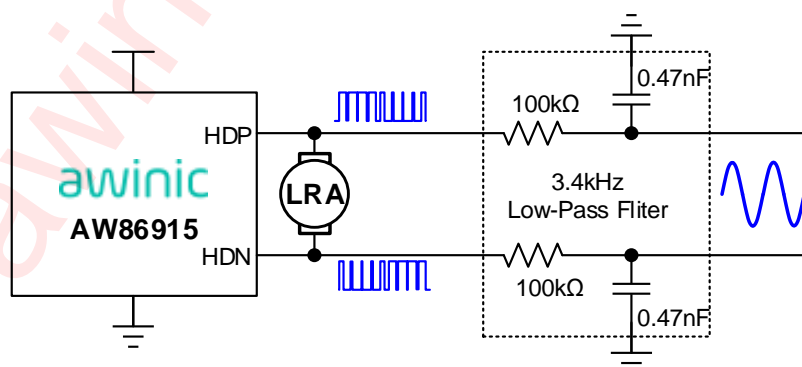 0.47nF
100kΩ
HDP
awinic
AW86915
LRA
3.4kHz
Low-Pass Fliter
HDN
100kΩ
0.47nF